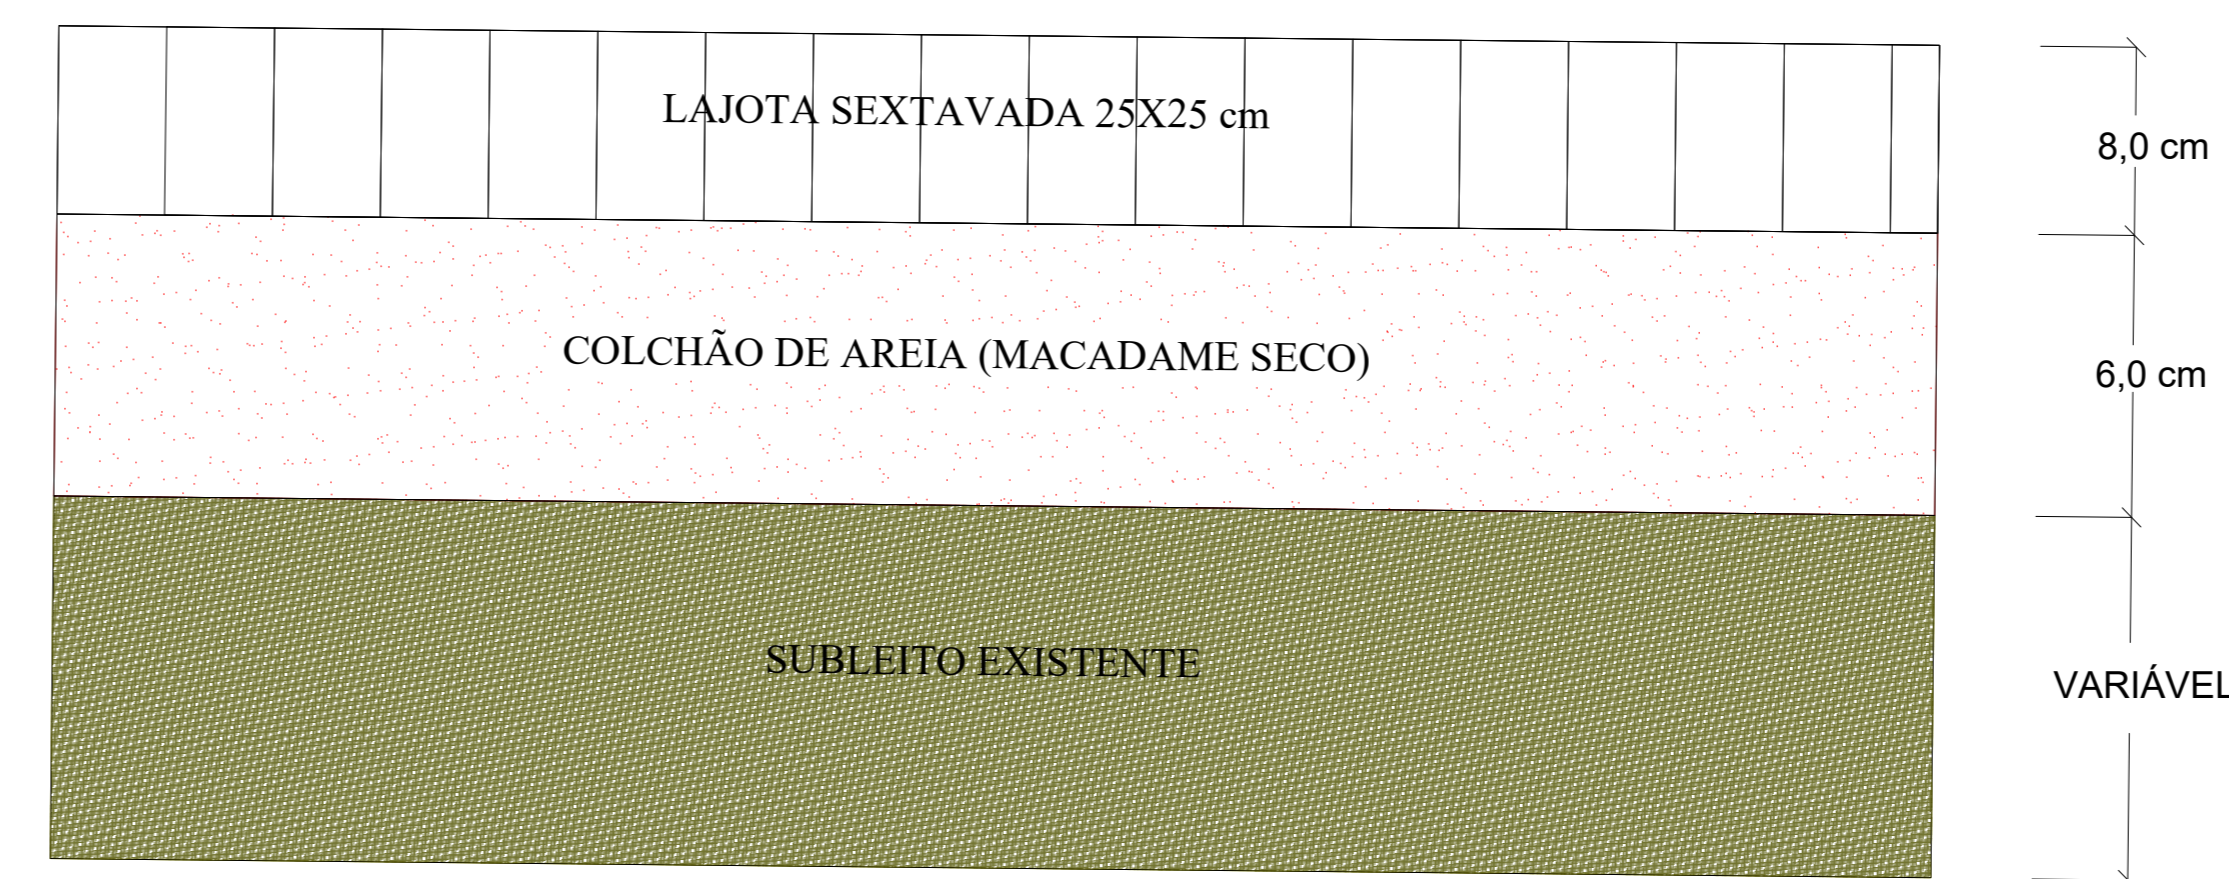 LAJOTA SEXTAVADA 25X25 cm
8,0 cm
COLCHÃO DE AREIA (MACADAME SECO)
6,0 cm
SUBLEITO EXISTENTE
VARIÁVEL